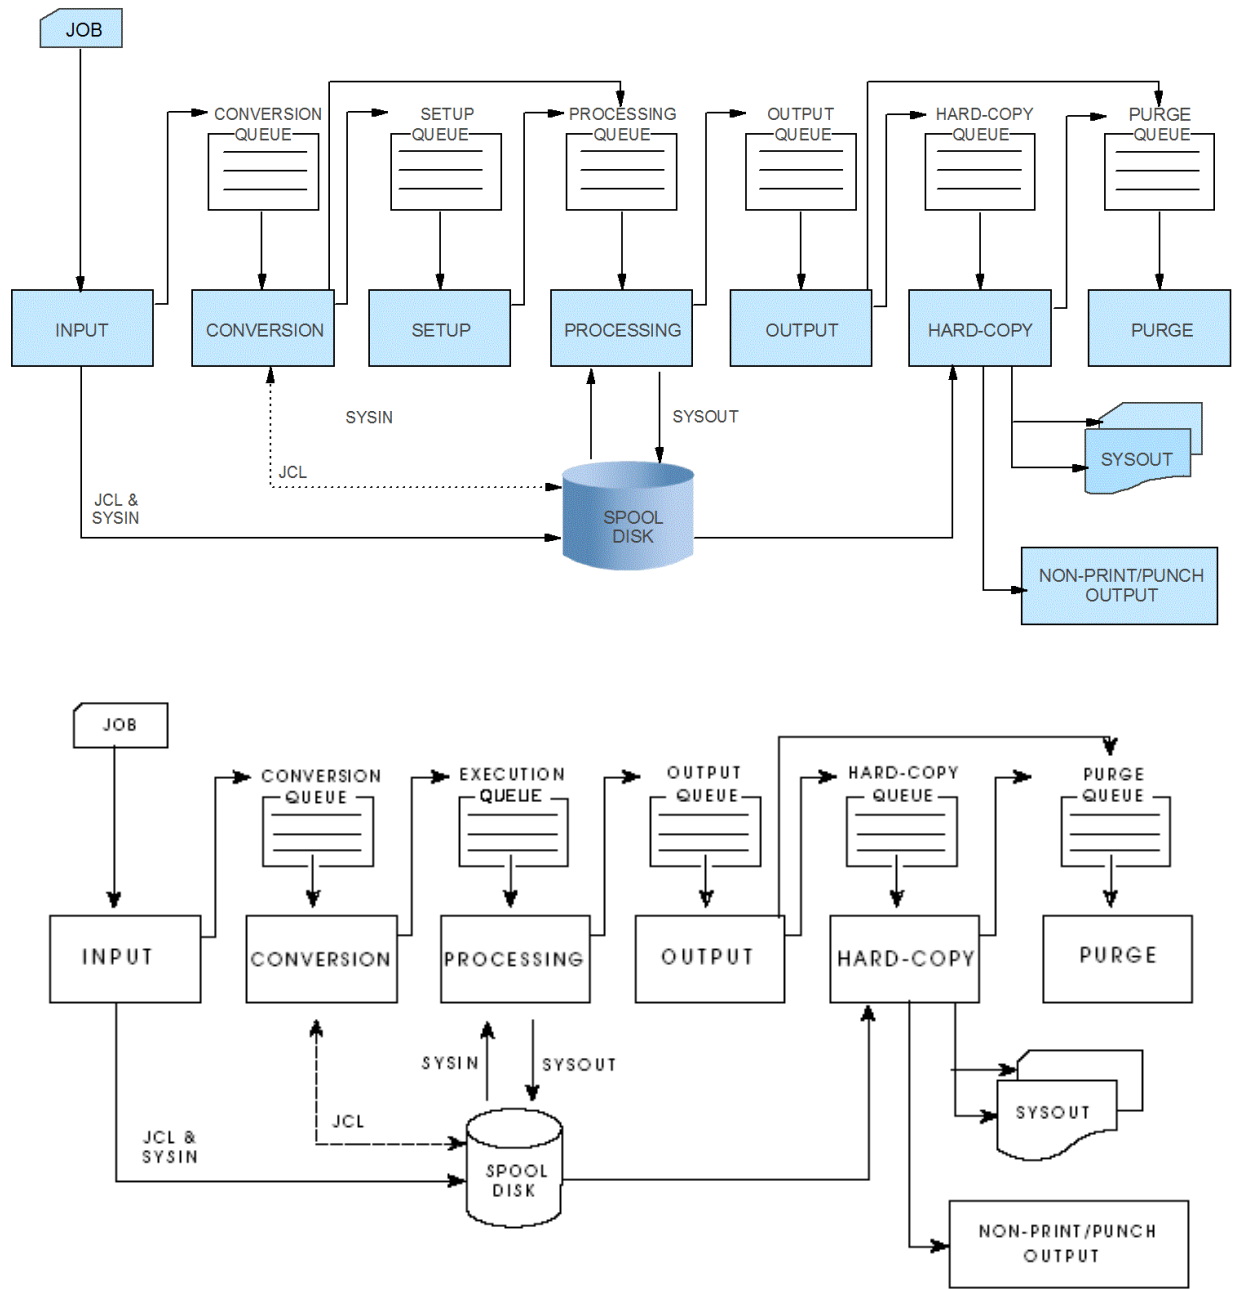 JOB
CONVERSION
QUEUE
SETUP
QUEUE
PROCESSING
QUEUE
OUTPUT
QUEUE
HARD-COPY
QUEUE
PURGE
QUEUE
INPUT
CONVERSION
SETUP
PROCESSING
OUTPUT
HARD-COPY
PURGE
SYSIN
SYSOUT
JCL
JCL &
SYSIN
SPOOL
DISK
SYSOUT
NON-PRINT/PUNCH
OUTPUT
JOB
CONVERSION
QUEUE
EXECUTION
QUEUE
OUTPUT
QUEUE
HARD-COPY
QUEUE
PURGE
QUEUE
INPUT
CONVERSION
PROCESSING
OUTPUT
HARD-COPY
PURGE
SYSIN
SYSOUT
JCL
JCL &
SYSIN
SPOOL
DISK
SYSOUT
NON-PRINT/PUNCH
OUTPUT